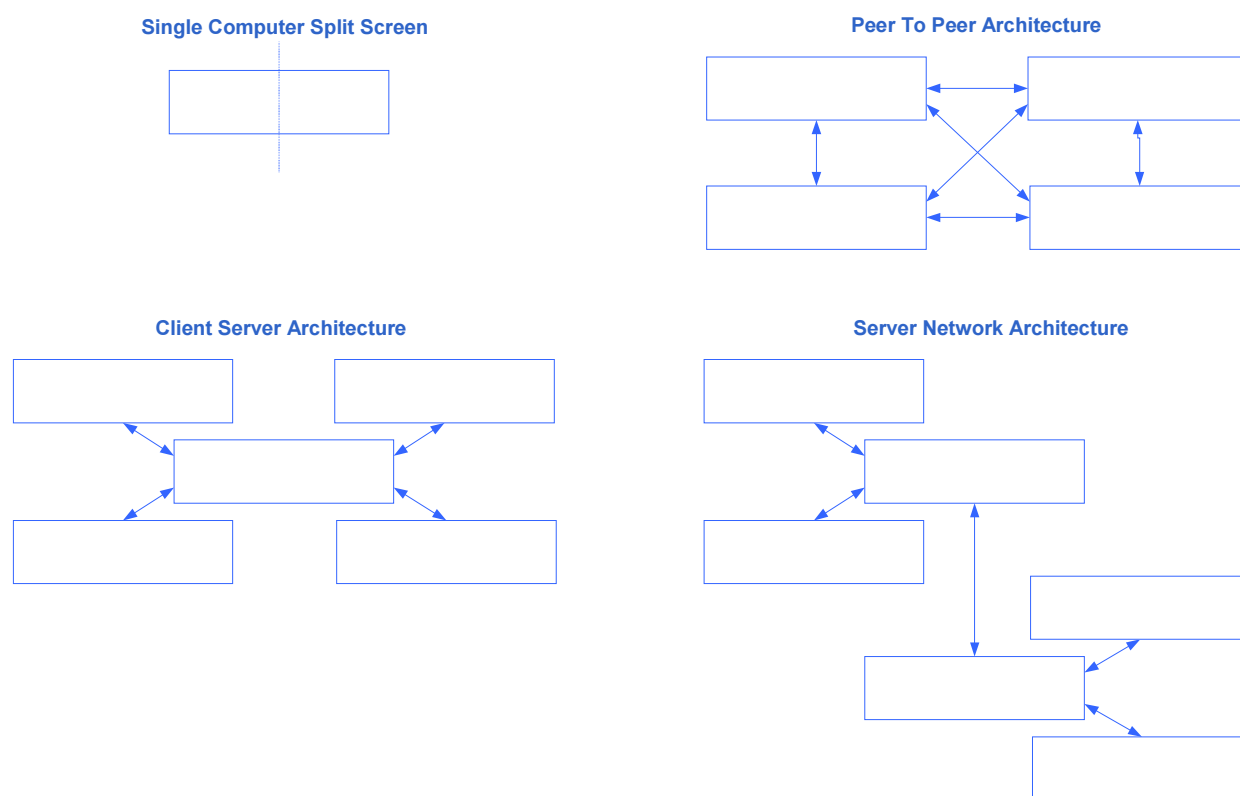 Single Computer Split Screen
Peer To Peer Architecture
Client Server Architecture
Server Network Architecture